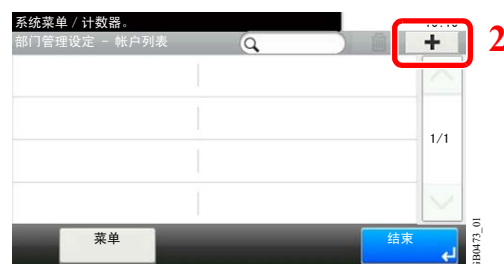 系统菜单 / 计数器。
部门管理设定 - 帐户列表
+
2
1/1
菜单
结束
GB0473_01